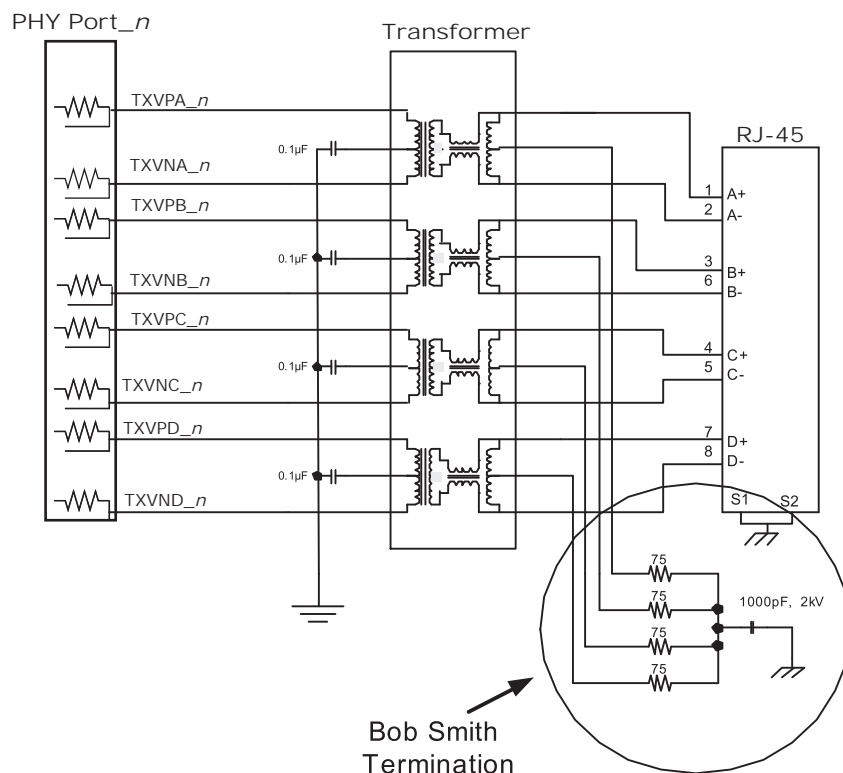 PHY Port_n
Transformer
TXVPA_n
0.1µF
TXVNA_n
TXVPB_n
0.1µF
TXVNB_n
TXVPC_n
0.1µF
TXVNC_n
TXVPD_n
0.1µF
TXVND_n
RJ-45
1 A+
2 A-
3 B+
6 B-
4 C+
5 C-
7 D+
8 D-
S1 S2
75
75
75
75
1000pF, 2kV
Bob Smith
Termination